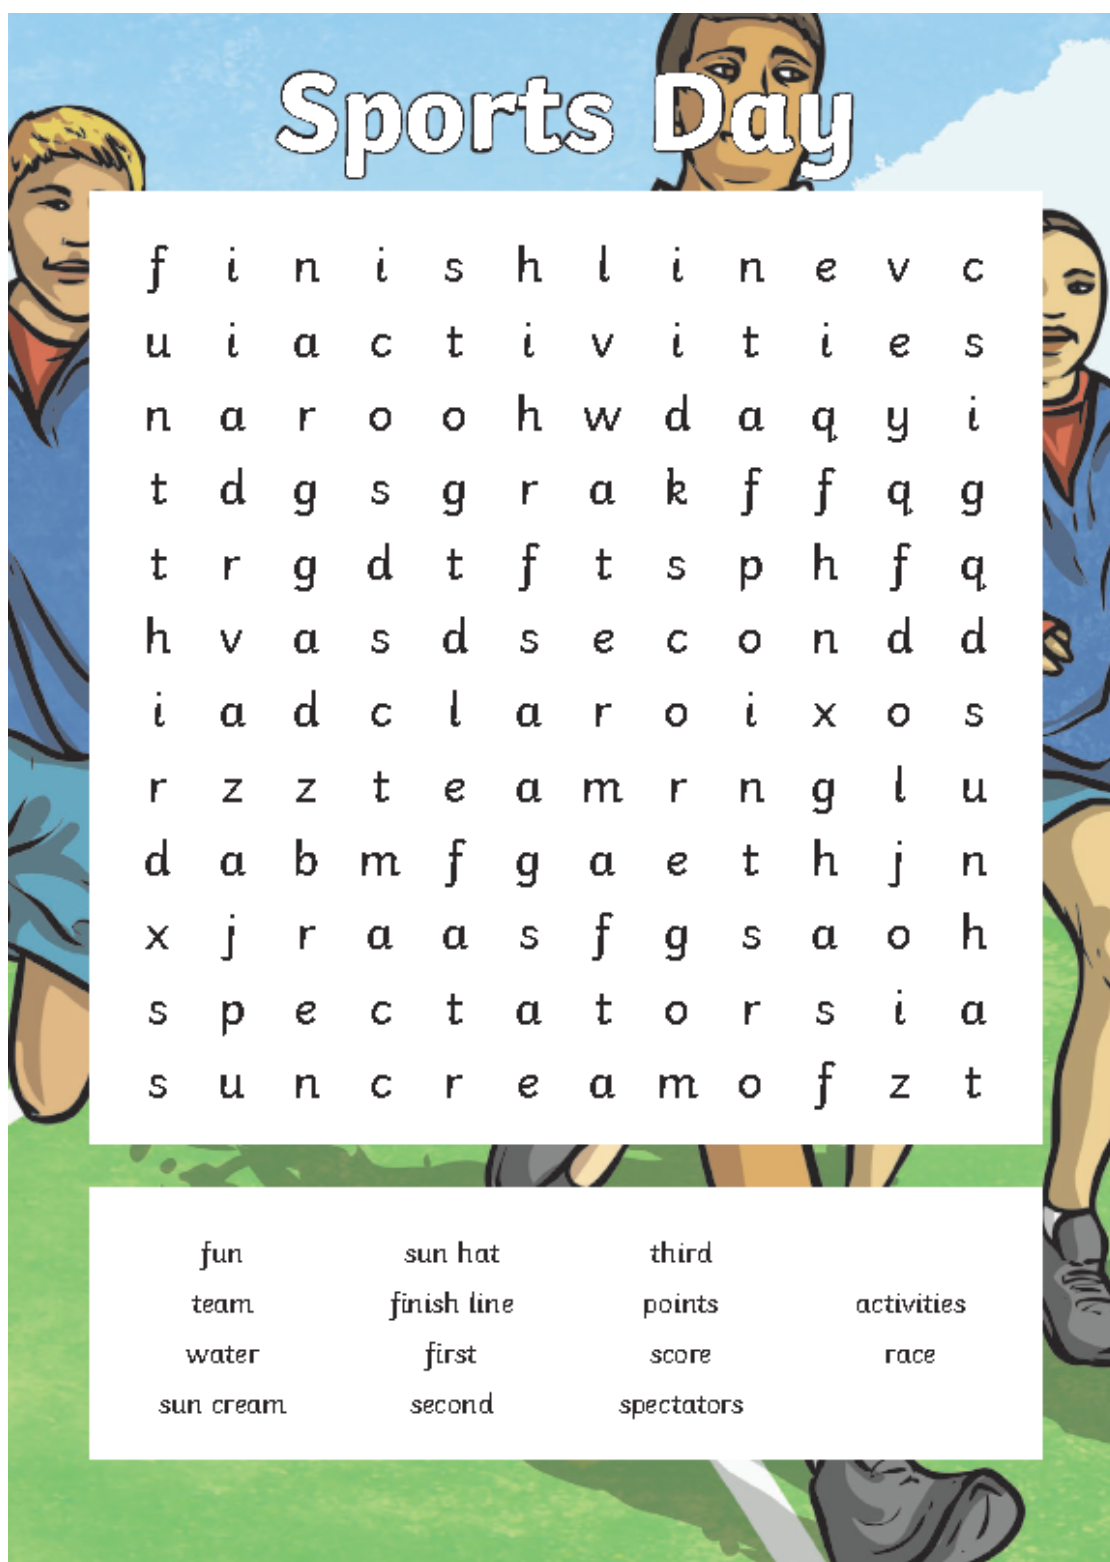 Sports Day
f i n i s h l i n e v c
u i a c t i v i t i e s
n a r o o h w d a q y i
t d g s g r a k f f q g
t r g d t f t s p h f q
h v a s d s e c o n d d
i a d c l a r o i x o s
r z z t e a m r n g l u
d a b m f g a e t h j n
x j r a a s f g s a o h
s p e c t a t o r s i a
s u n c r e a m o f z t
fun sun hat third
team finish line points activities
water first score race
sun cream second spectators